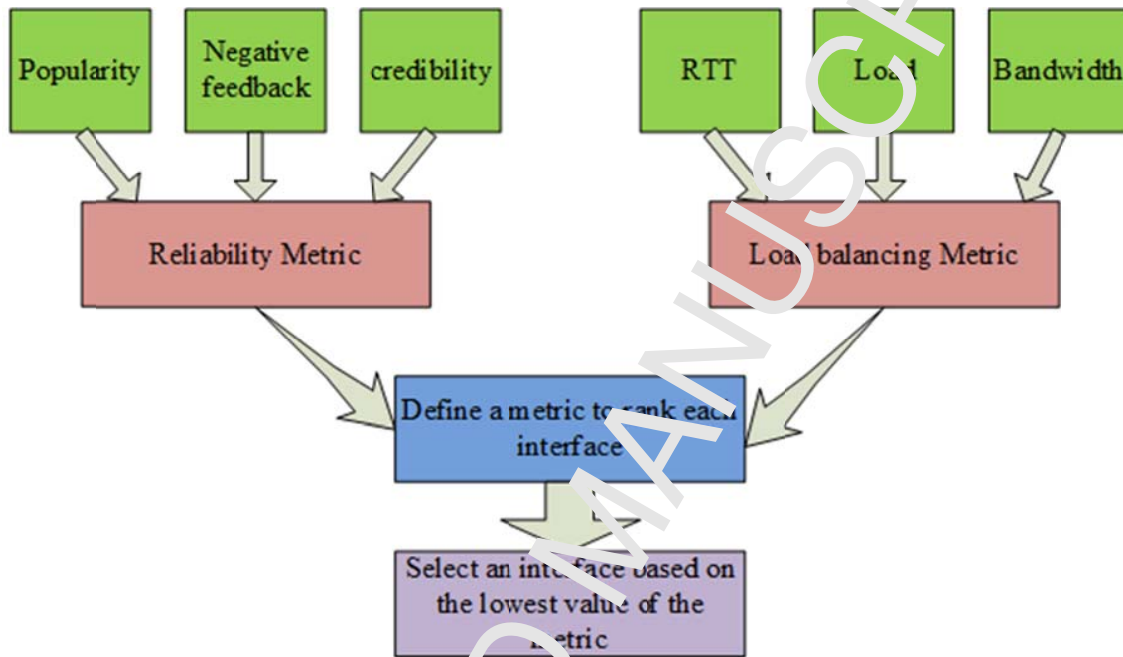 Popularity
Negative
feedback
credibility
RTT
Load
Bandwidth
Reliability Metric
Load balancing Metric
Define a metric to rank each
interface
Select an interface based on
the lowest value of the
metric
MANUSC